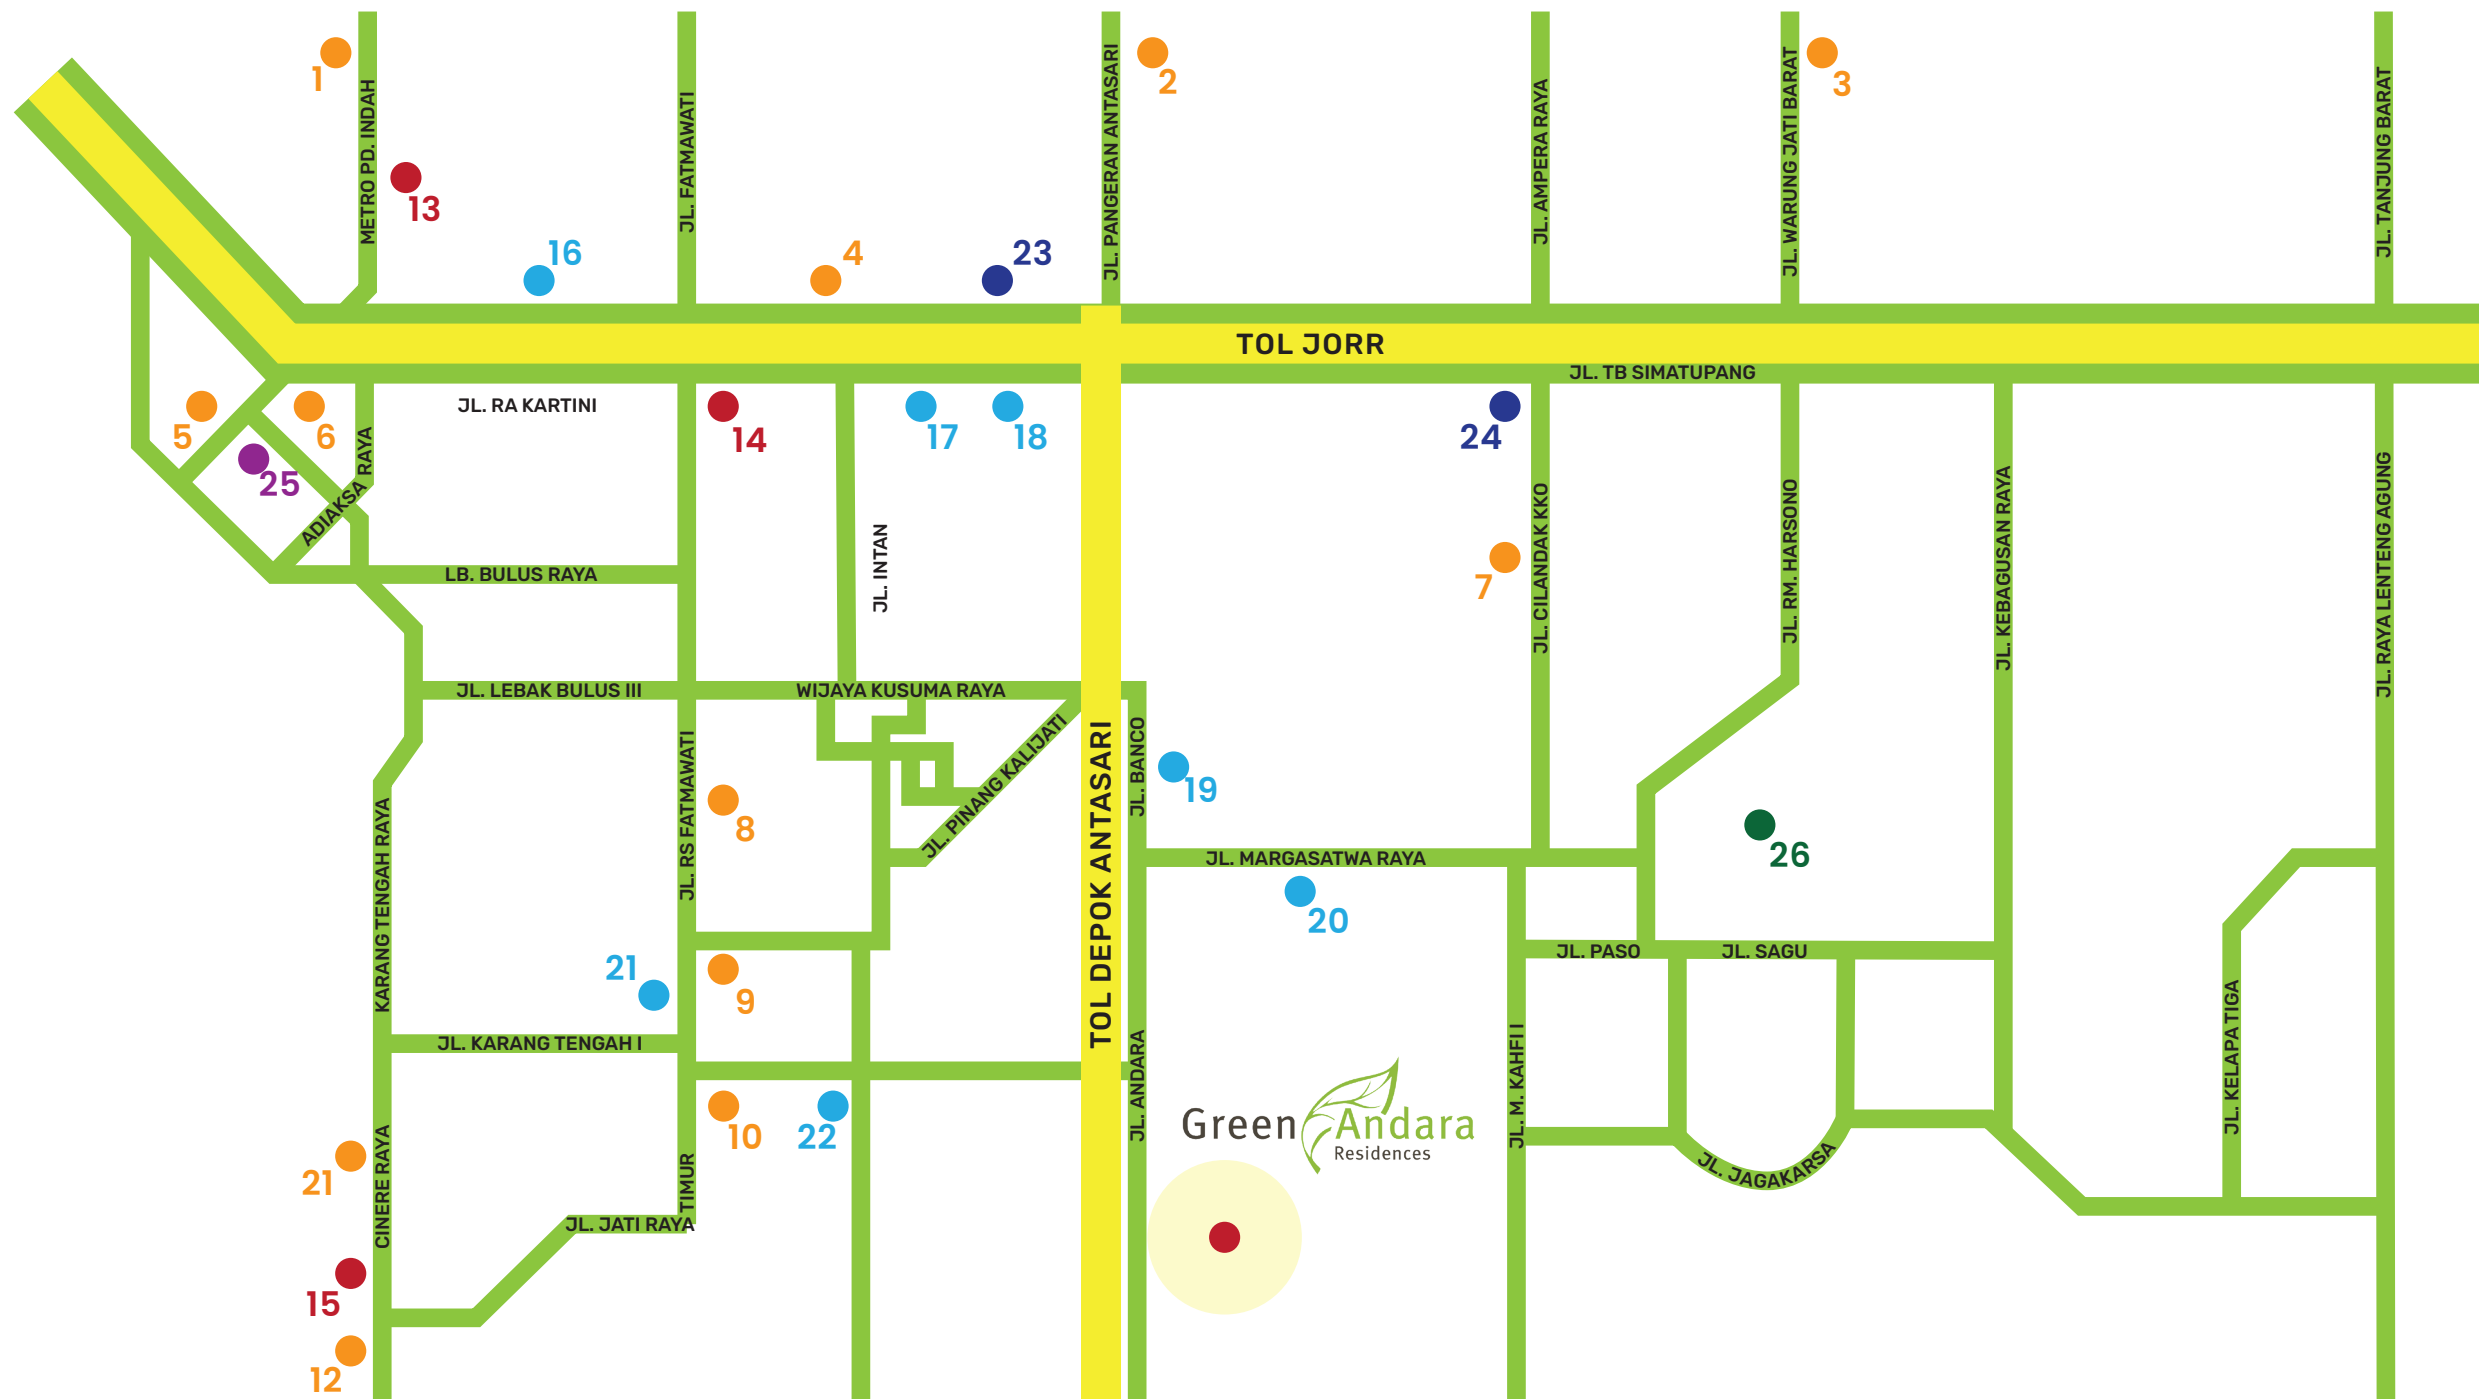 1
METRO PD. INDAH
13
16
JL. FATMAWATI
4
23
JL. PANGERAN ANTASARI
2
JL. AMPERA RAYA
JL. WARUNG JATI BARAT
3
JL. TANJUNG BARAT
TOL JORR
JL. TB SIMATUPANG
5
6
25
ADIAKSA RAYA
JL. RA KARTINI
14
17
18
24
7
JL. INTAN
JL. CILANDAK KKO
JL. RM. HARSONO
JL. KEBAGUSAN RAYA
JL. RAYA LENTENG AGUNG
LB. BULUS RAYA
JL. LEBAK BULUS III
WIJAYA KUSUMA RAYA
JL. PINANG KALIJATI
JL. RS FATMAWATI
8
TOL DEPOK ANTASARI
JL. BANCO
19
JL. MARGASATWA RAYA
20
26
KARANG TENGAH RAYA
21
9
JL. PASO
JL. SAGU
JL. KARANG TENGAH I
10
22
JL. ANDARA
Green Andara
Residences
JL. M. KAHFI I
JL. JAGAKARSA
JL. KELAPA TIGA
21
CINERE RAYA
TIMUR
JL. JATI RAYA
15
12